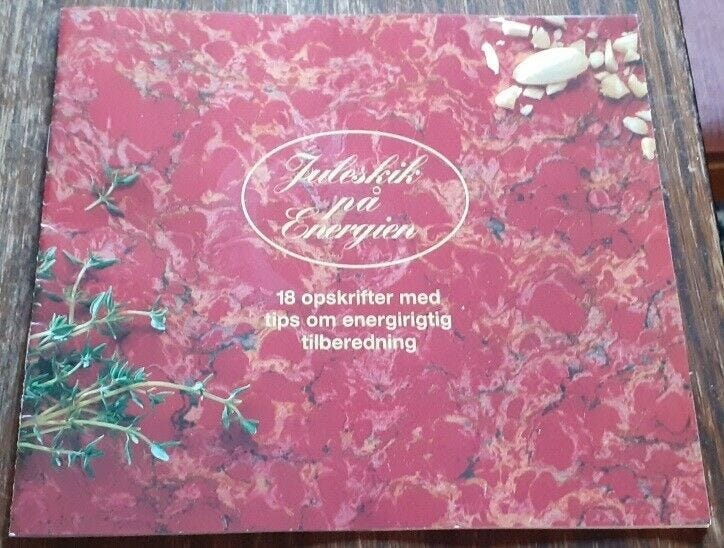 Juleskik
på
Energien
18 opskrifter med
tips om energirigtig
tilberedning